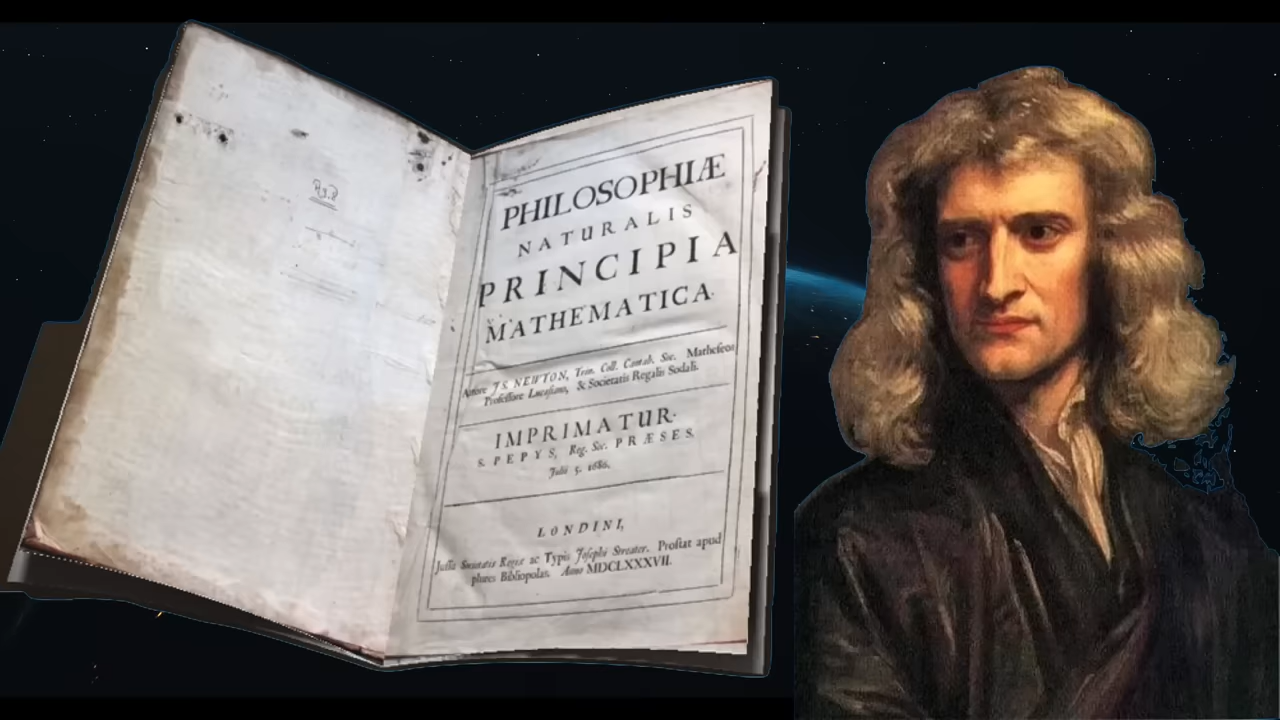 PHILOSOPHIÆ
NATURALIS
PRINCIPIA
MATHEMATICA.
Autore J S. NEWTON, Trin. Coll. Cantab. Soc. Matheseos
Professore Lucasiano, & Societatis Regalis Sodali.
IMPRIMATUR.
S. PEPYS, Reg. Soc. PRÆSES.
Julii 5. 1686.
LONDINI,
Jussu Societatis Regiæ ac Typis Josephi Streater. Prostat apud
plures Bibliopolas. Anno MDCLXXXVII.